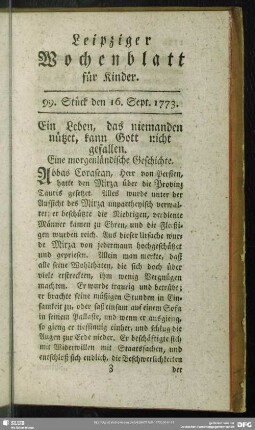 Leipziger
Wochenblatt
für Kinder.
99. Stück den 16. Sept. 1773.
Ein Leben, das niemanden
nützet, kann Gott nicht
gefallen.
Eine morgenländische Geschichte.
Abbas Corascan, Herr von Persien,
hatte den Mirza über die Provinz
Tauris gesetzet. Alles wurde unter der
Aufsicht des Mirza unpartheyisch verwal-
tet; er beschützte die Niedrigen, verdiente
Männer kamen zu Ehren, und die Fleißi-
gen wurden reich. Aus dieser Ursache wur-
de Mirza von jedermann hochgeschätzet
und gepriesen. Allein man merkte, daß
alle seine Wohlthaten, die sich doch über
viele erstreckten, ihm wenig Vergnügen
machten. Er wurde traurig und betrübt;
er brachte seine müßigen Stunden in Ein-
samkeit zu, oder saß einsam auf einem Sofa
in seinem Pallaste, und wenn er ausgieng,
so gieng er tiefsinnig einher, und schlug die
Augen zur Erde nieder. Er beschäftigte sich
mit Widerwillen mit Staatssachen, und
entschloß sich endlich, die Beschwerlichkeiten
3 der
SLUB
DFG